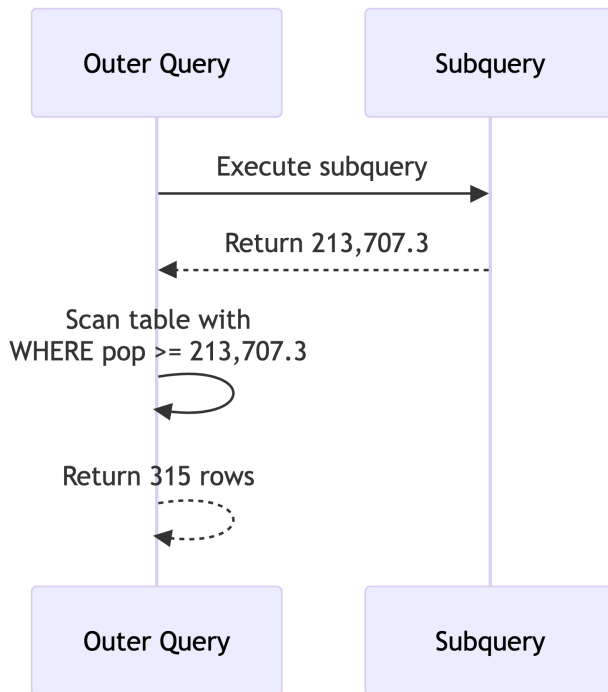 Outer Query
Subquery
Execute subquery
Return 213,707.3
Scan table with
WHERE pop >= 213,707.3
Return 315 rows
Outer Query
Subquery